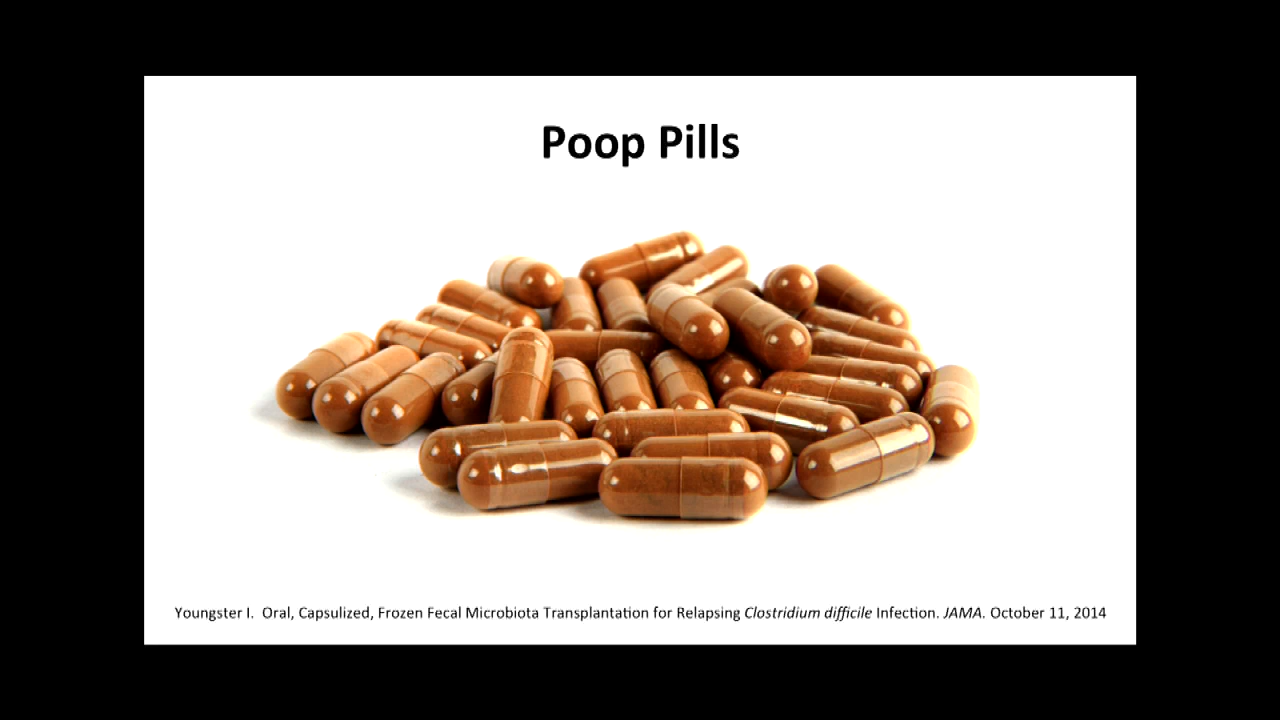 Poop Pills
Youngster I.  Oral, Capsulized, Frozen Fecal Microbiota Transplantation for Relapsing Clostridium difficile Infection. JAMA. October 11, 2014